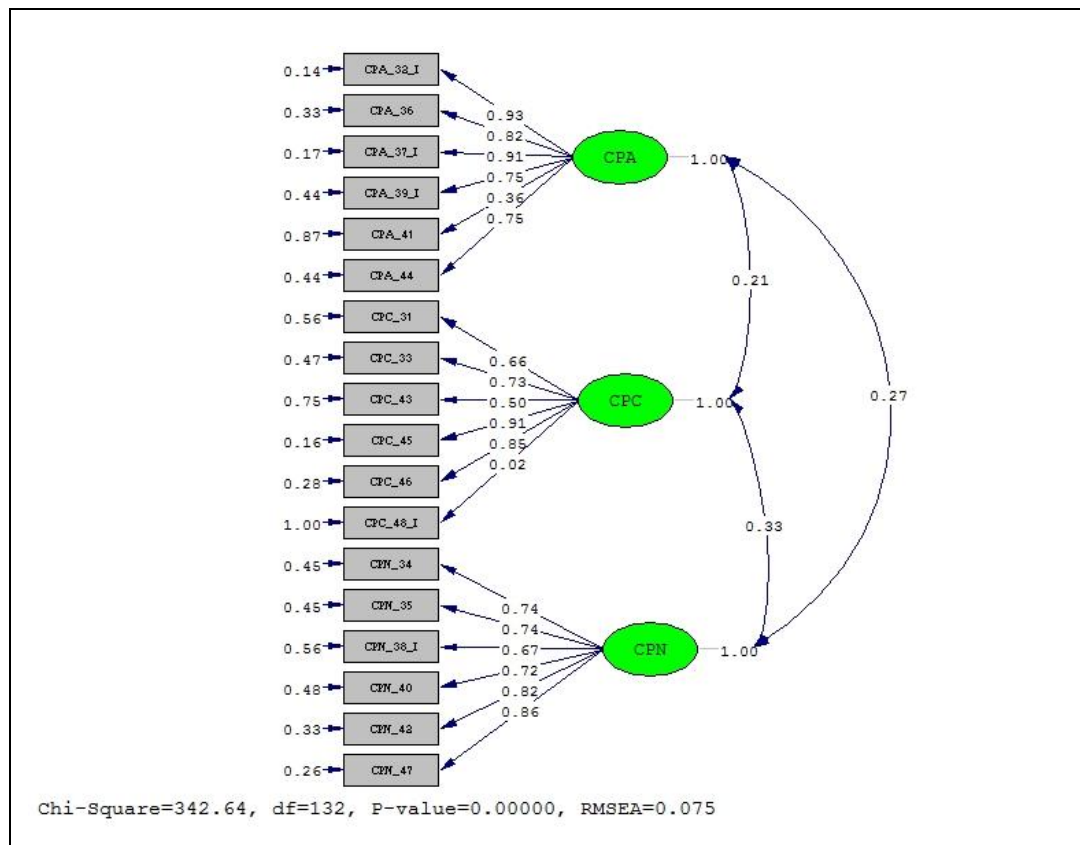 0.14 CPA_32_I
0.33 CPA_36
0.17 CPA_37_I
0.44 CPA_39_I
0.87 CPA_41
0.44 CPA_44
0.56 CPC_31
0.47 CPC_33
0.75 CPC_43
0.16 CPC_45
0.28 CPC_46
1.00 CPC_48_I
0.45 CPN_34
0.45 CPN_35
0.56 CPN_38_I
0.48 CPN_40
0.33 CPN_42
0.26 CPN_47
0.93
0.82
0.91
0.75
0.36
0.75
CPA 1.00
0.66
0.73
0.50
0.91
0.85
0.02
CPC 1.00
0.74
0.74
0.67
0.72
0.82
0.86
CPN 1.00
0.21
0.27
0.33
Chi-Square=342.64, df=132, P-value=0.00000, RMSEA=0.075